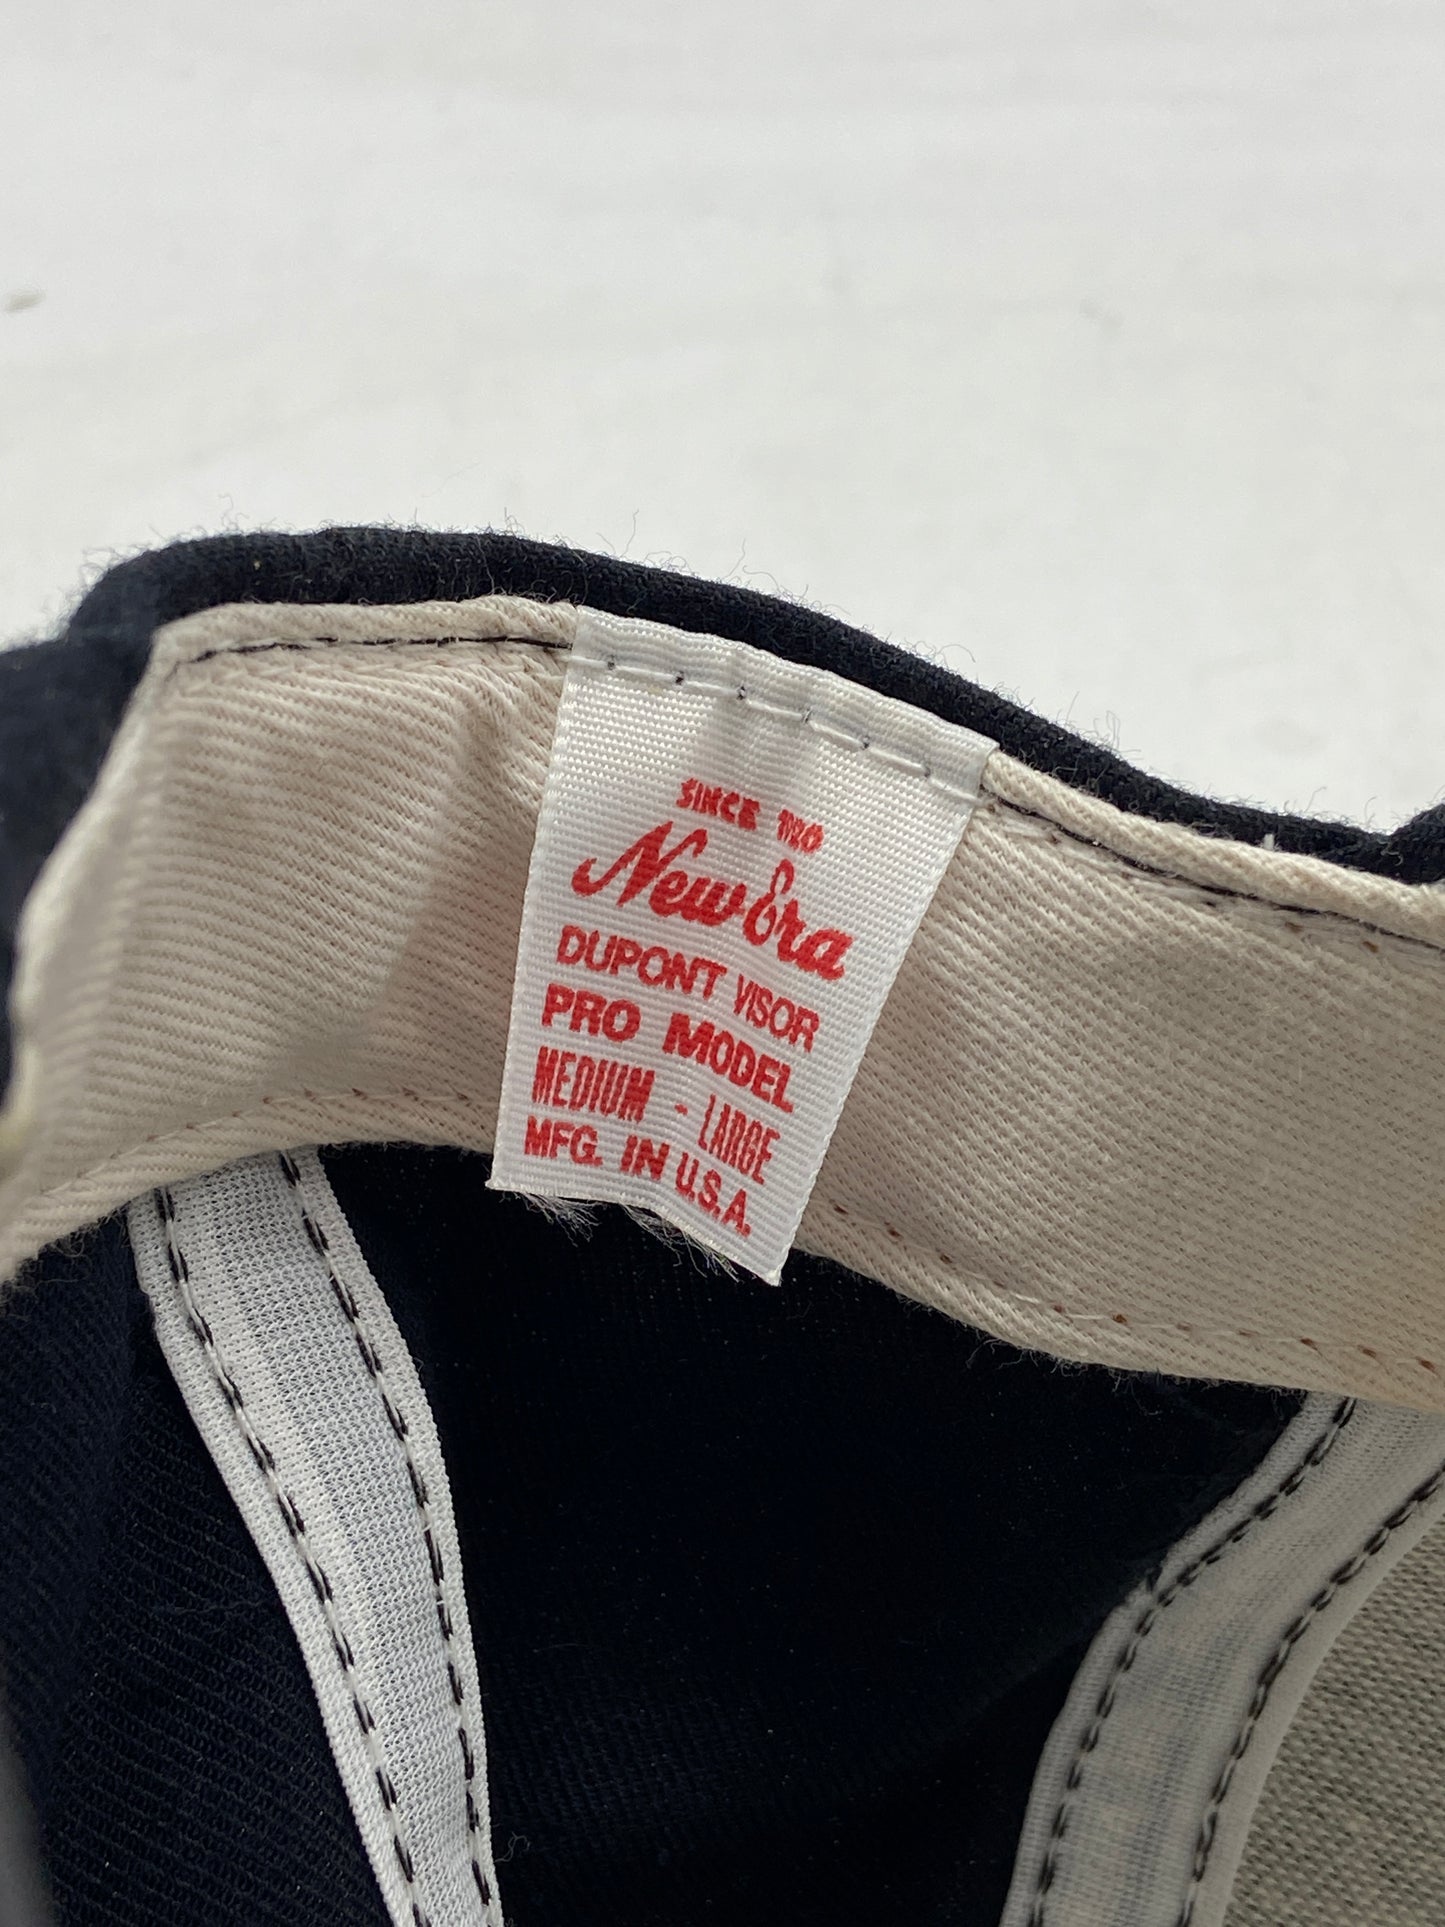 SINCE 1920
New Era
DUPONT VISOR
PRO MODEL
MEDIUM - LARGE
MFG. IN U.S.A.